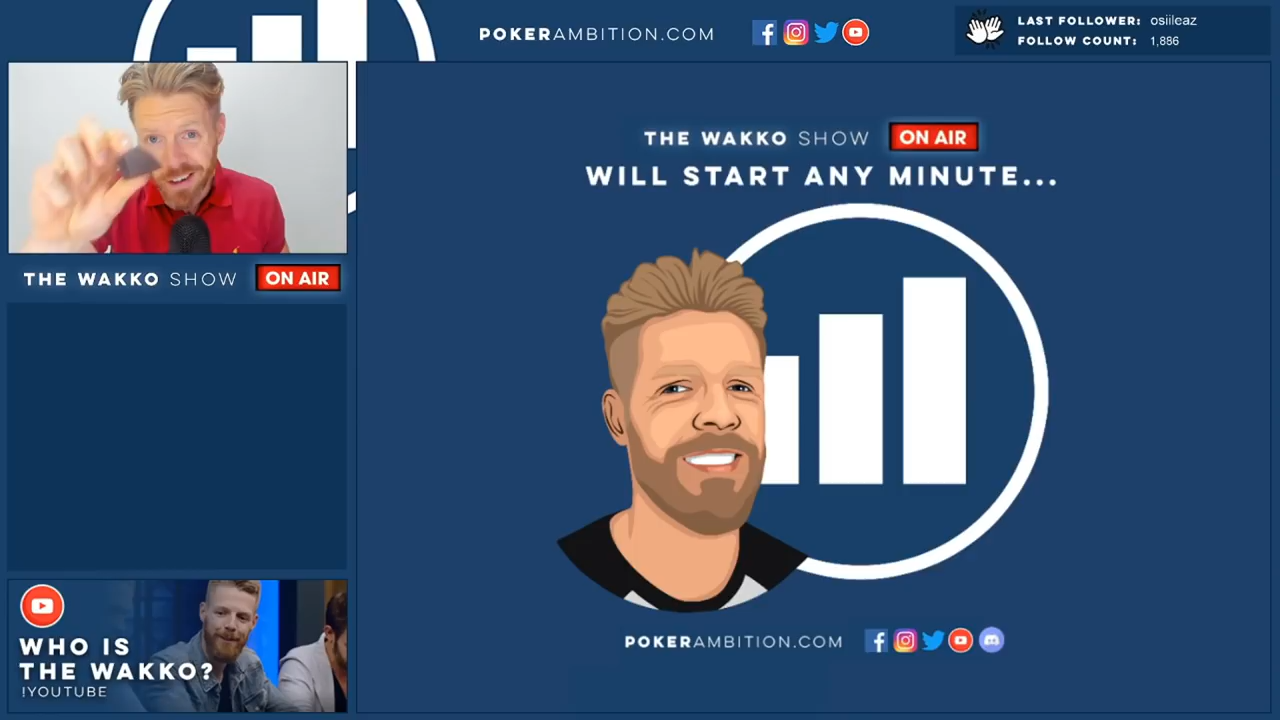 POKERAMBITION.COM
LAST FOLLOWER: osiileaz
FOLLOW COUNT: 1,886
THE WAKKO SHOW ON AIR
WILL START ANY MINUTE...
THE WAKKO SHOW ON AIR
WHO IS
THE WAKKO?
!YOUTUBE
POKERAMBITION.COM